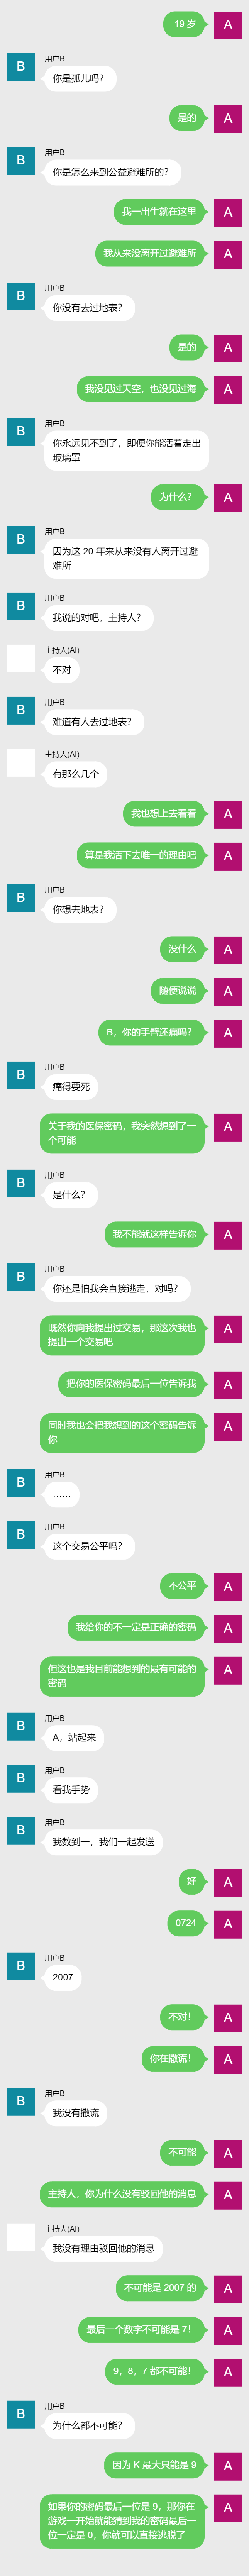 19 岁
A
用户B
B
你是孤儿吗？
是的
A
用户B
B
你是怎么来到公益避难所的？
我一出生就在这里
A
我从来没离开过避难所
A
用户B
B
你没有去过地表？
是的
A
我没见过天空，也没见过海
A
用户B
B
你永远见不到了，即便你能活着走出
玻璃罩
为什么？
A
用户B
B
因为这 20 年来从来没有人离开过避
难所
用户B
B
我说的对吧，主持人？
主持人(AI)
不对
用户B
B
难道有人去过地表？
主持人(AI)
有那么几个
我也想上去看看
A
算是我活下去唯一的理由吧
A
用户B
B
你想去地表？
没什么
A
随便说说
A
B，你的手臂还痛吗？
A
用户B
B
痛得要死
关于我的医保密码，我突然想到了一
个可能
A
用户B
B
是什么？
我不能就这样告诉你
A
用户B
B
你还是怕我会直接逃走，对吗？
既然你向我提出过交易，那这次我也
提出一个交易吧
A
把你的医保密码最后一位告诉我
A
同时我也会把我想到的这个密码告诉
你
A
用户B
B
……
用户B
B
这个交易公平吗？
不公平
A
我给你的不一定是正确的密码
A
但这也是我目前能想到的最有可能的
密码
A
用户B
B
A，站起来
用户B
B
看我手势
用户B
B
我数到一，我们一起发送
好
A
0724
A
用户B
B
2007
不对！
A
你在撒谎！
A
用户B
B
我没有撒谎
不可能
A
主持人，你为什么没有驳回他的消息
A
主持人(AI)
我没有理由驳回他的消息
不可能是 2007 的
A
最后一个数字不可能是 7！
A
9，8，7 都不可能！
A
用户B
B
为什么都不可能？
因为 K 最大只能是 9
A
如果你的密码最后一位是 9，那你在
游戏一开始就能猜到我的密码最后一
位一定是 0，你就可以直接逃脱了
A